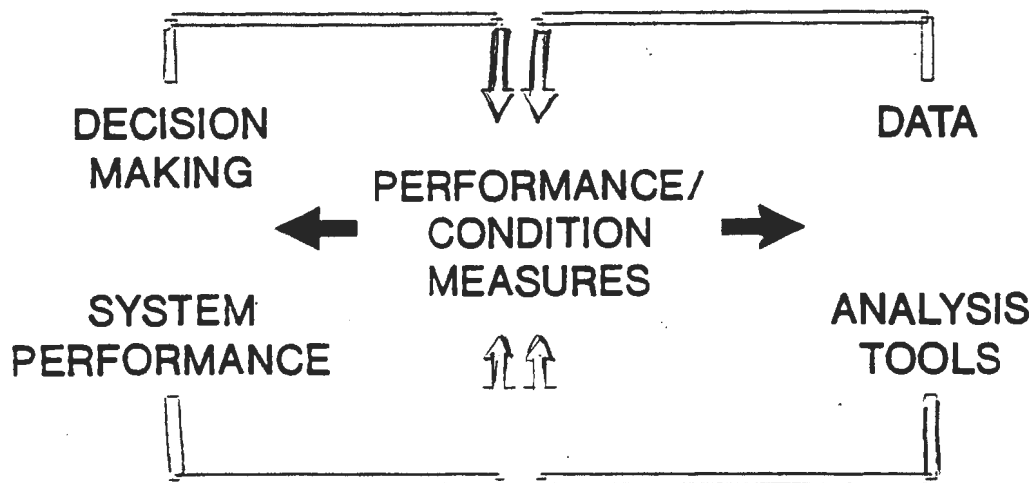 DECISION
MAKING
DATA
PERFORMANCE/
CONDITION
MEASURES
SYSTEM
PERFORMANCE
ANALYSIS
TOOLS